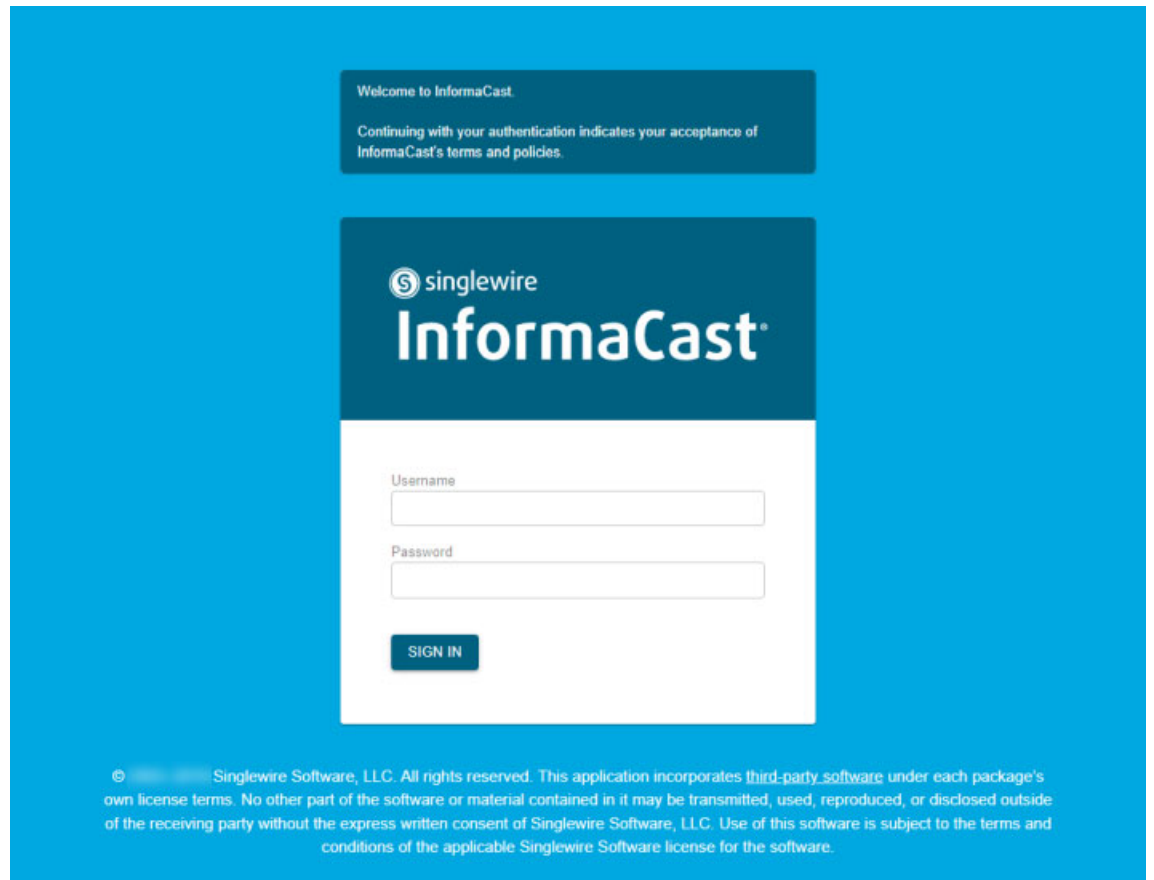 Welcome to InformaCast.
Continuing with your authentication indicates your acceptance of
InformaCast's terms and policies.
singlewire
InformaCast®
Username
Password
SIGN IN
© Singlewire Software, LLC. All rights reserved. This application incorporates third-party software under each package's
own license terms. No other part of the software or material contained in it may be transmitted, used, reproduced, or disclosed outside
of the receiving party without the express written consent of Singlewire Software, LLC. Use of this software is subject to the terms and
conditions of the applicable Singlewire Software license for the software.